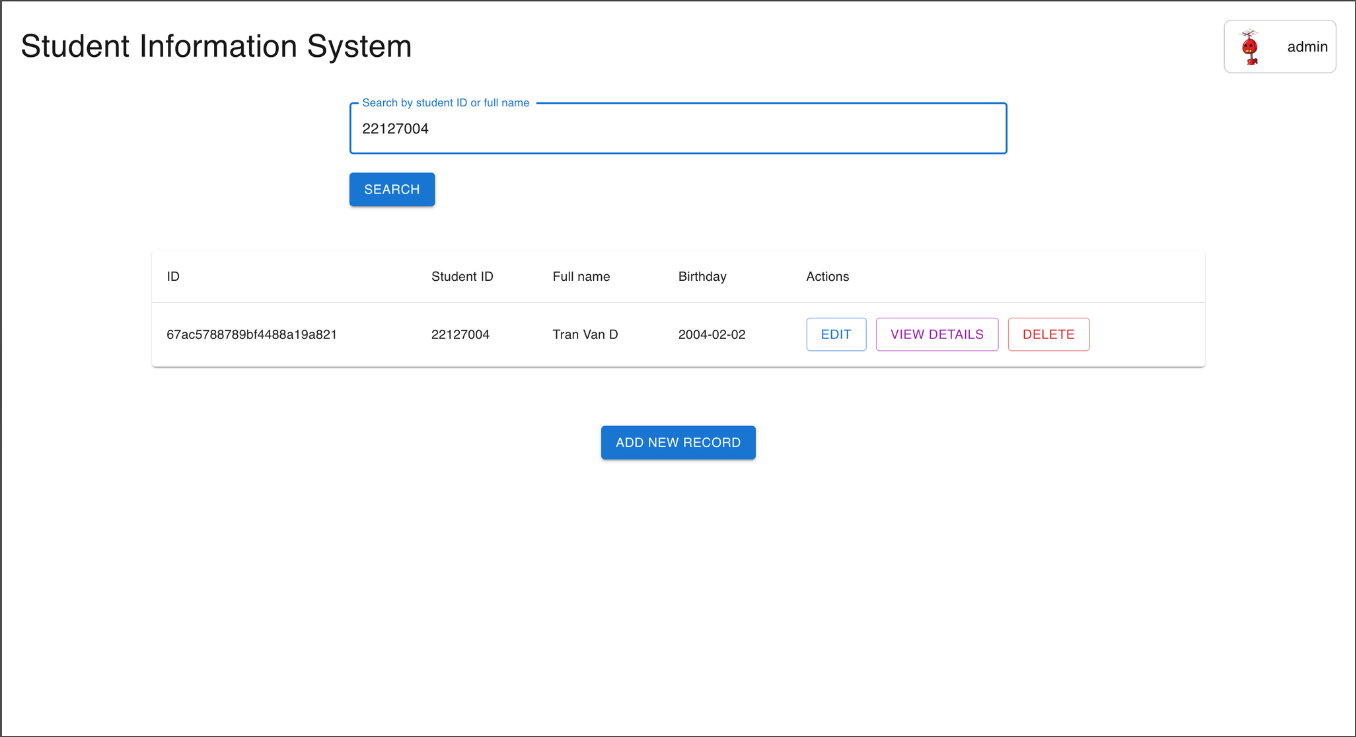 Student Information System
admin
Search by student ID or full name
22127004
SEARCH
ID Student ID Full name Birthday Actions
67ac5788789bf4488a19a821 22127004 Tran Van D 2004-02-02 EDIT VIEW DETAILS DELETE
ADD NEW RECORD